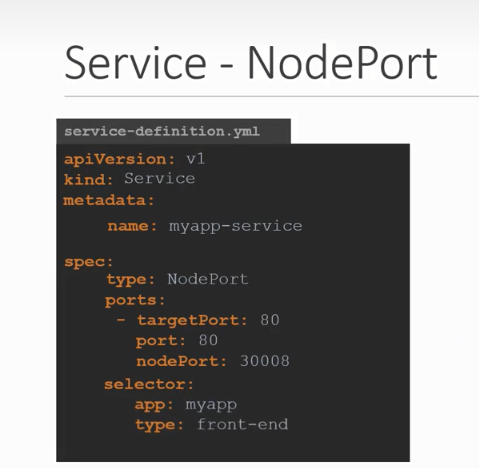 Service - NodePort
service-definition.yml
apiVersion: v1
kind: Service
metadata:
name: myapp-service
spec:
type: NodePort
ports:
- targetPort: 80
port: 80
nodePort: 30008
selector:
app: myapp
type: front-end